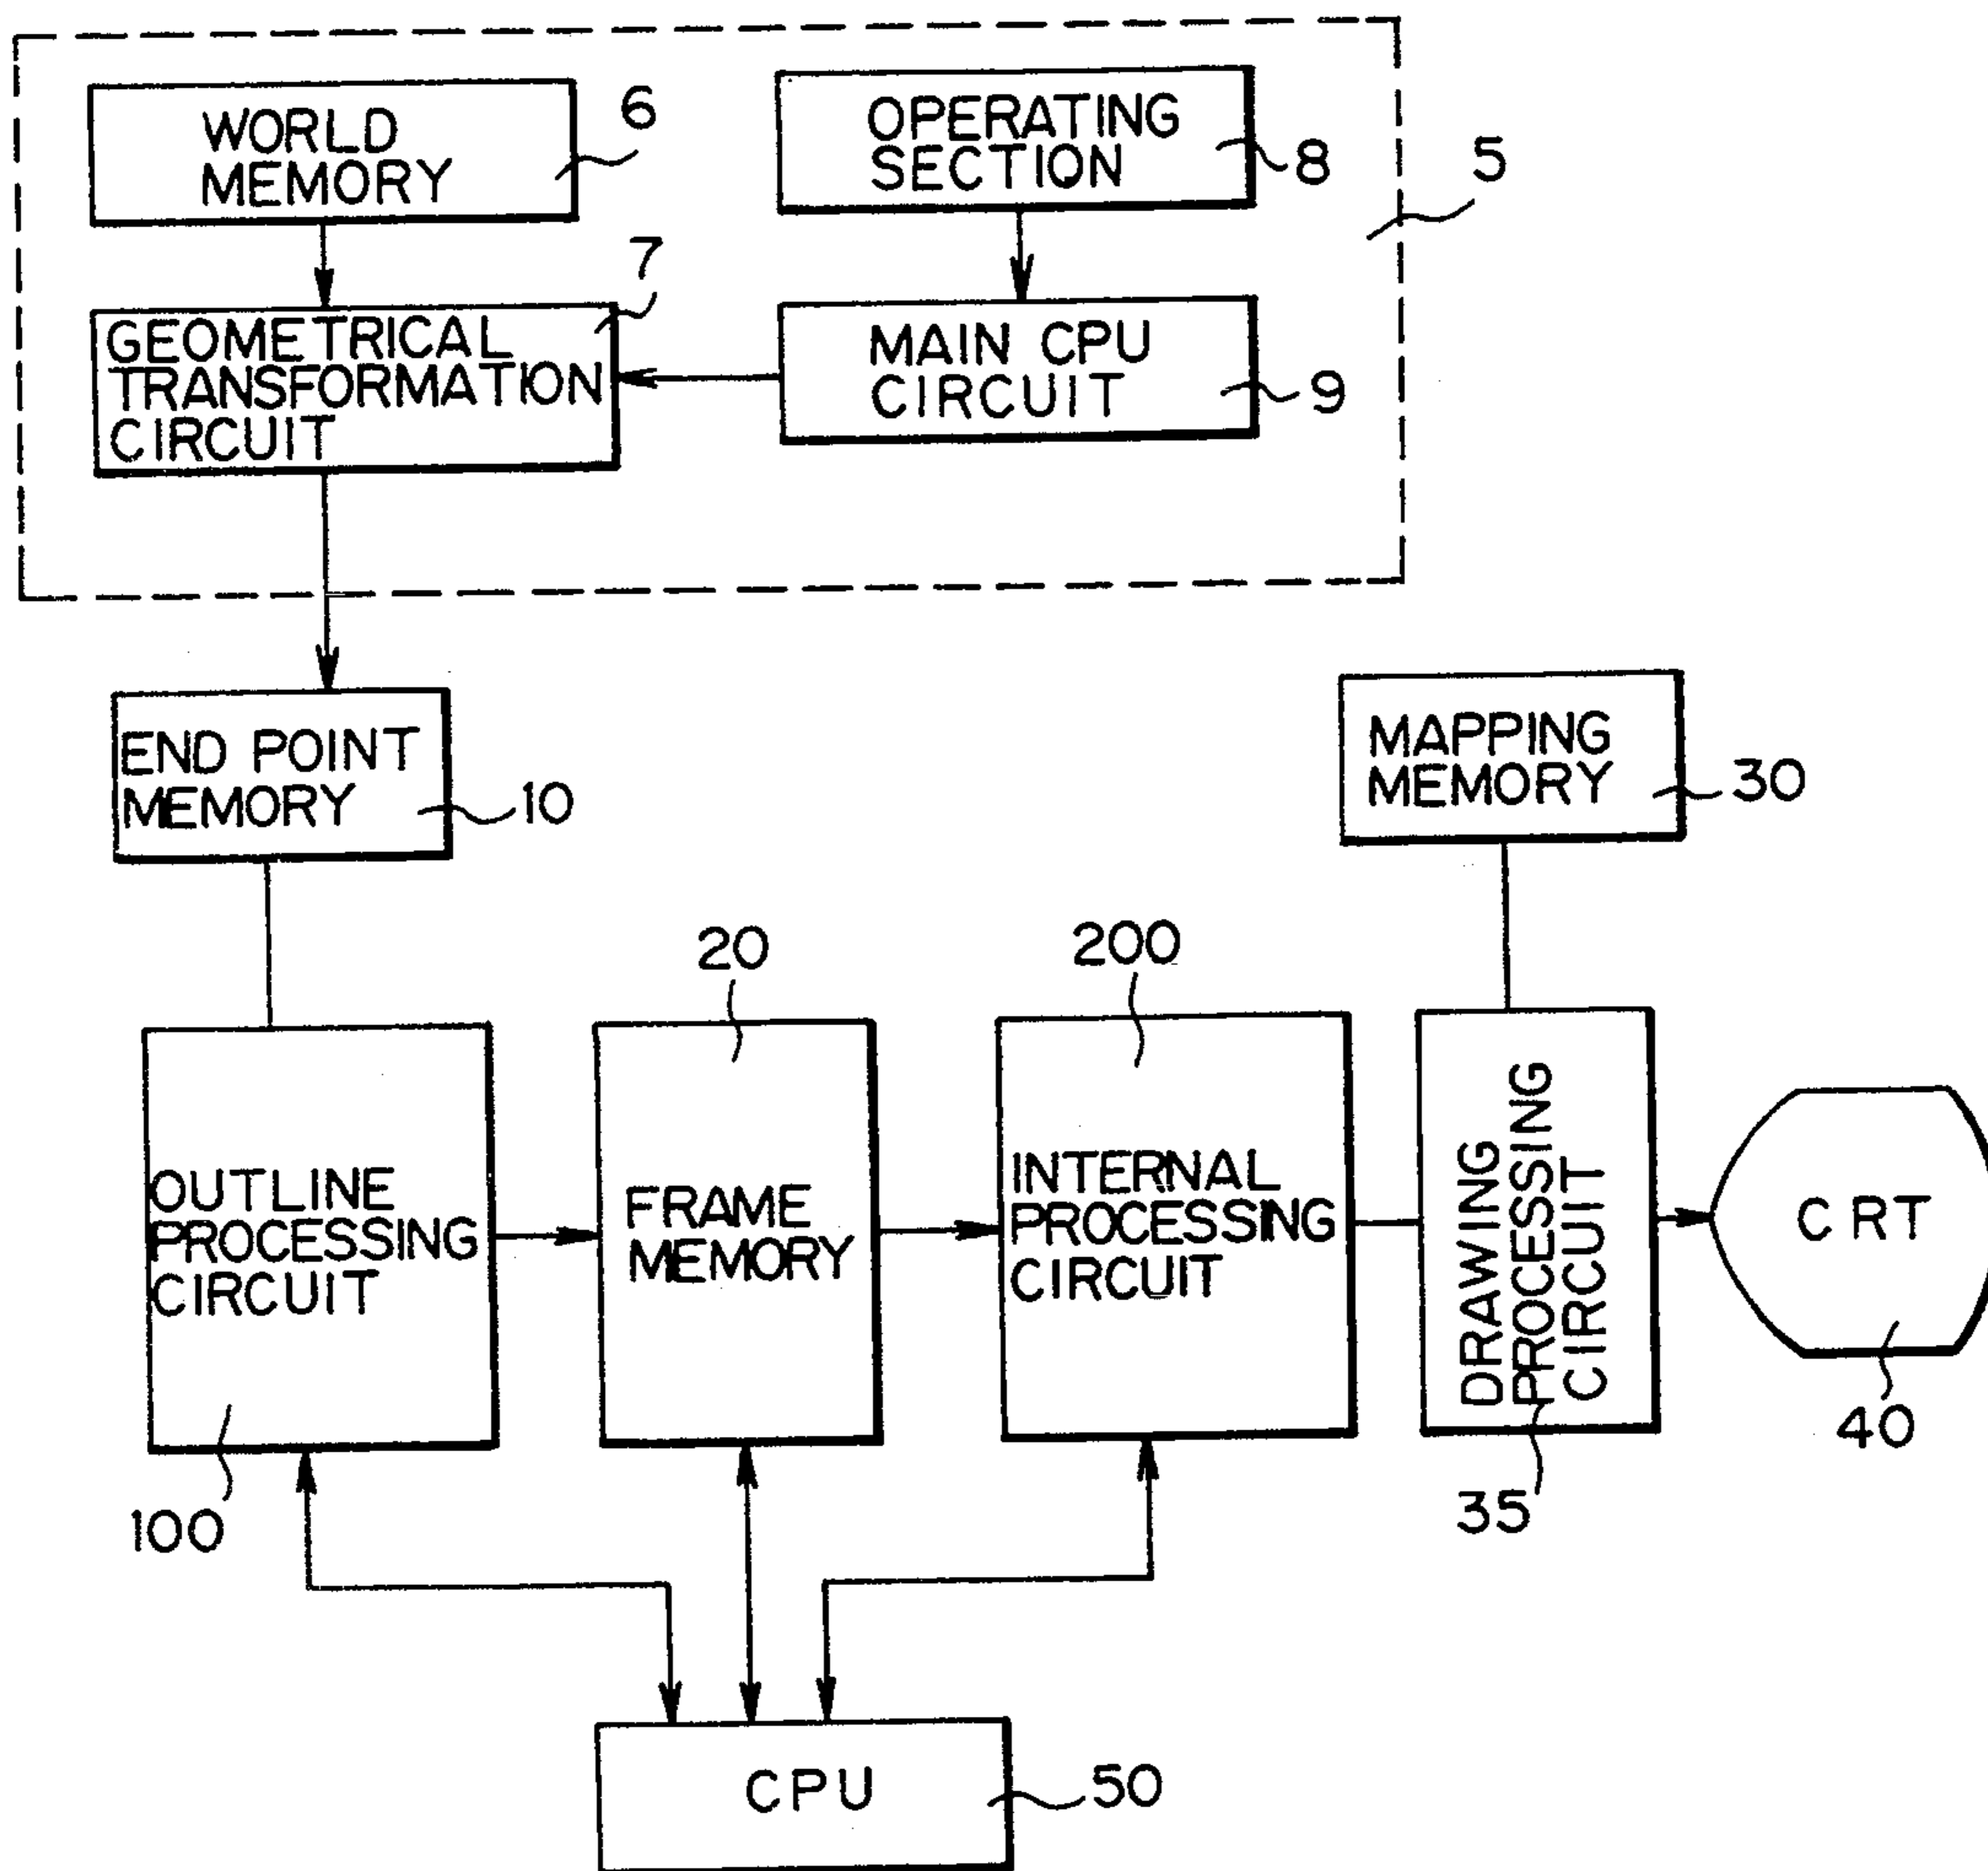 WORLD
MEMORY
6
OPERATING
SECTION
8
5
7
GEOMETRICAL
TRANSFORMATION
CIRCUIT
MAIN CPU
CIRCUIT
9
END POINT
MEMORY
10
MAPPING
MEMORY
30
20
200
OUTLINE
PROCESSING
CIRCUIT
FRAME
MEMORY
INTERNAL
PROCESSING
CIRCUIT
DRAWING
PROCESSING
CIRCUIT
CRT
40
100
35
CPU
50